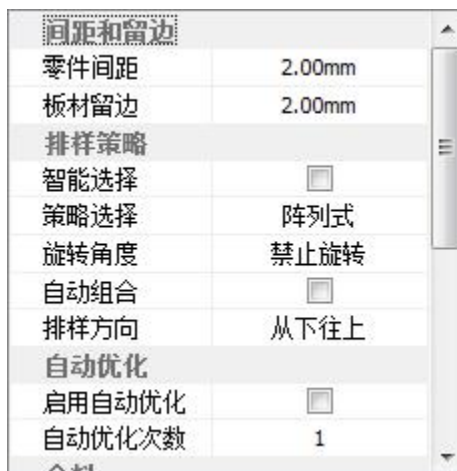 间距和留边
零件间距 2.00mm
板材留边 2.00mm
排样策略
智能选择
策略选择 阵列式
旋转角度 禁止旋转
自动组合
排样方向 从下往上
自动优化
启用自动优化
自动优化次数 1